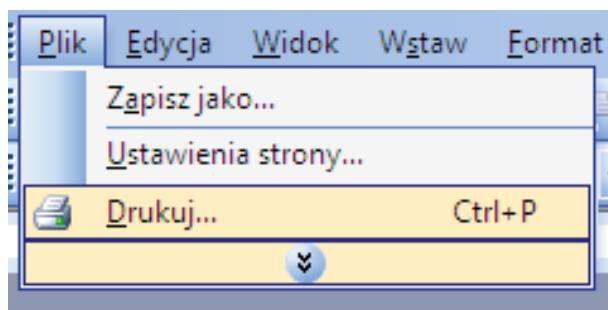 Plik Edycja Widok Wstaw Format
Zapisz jako...
Ustawienia strony...
Drukuj... Ctrl+P